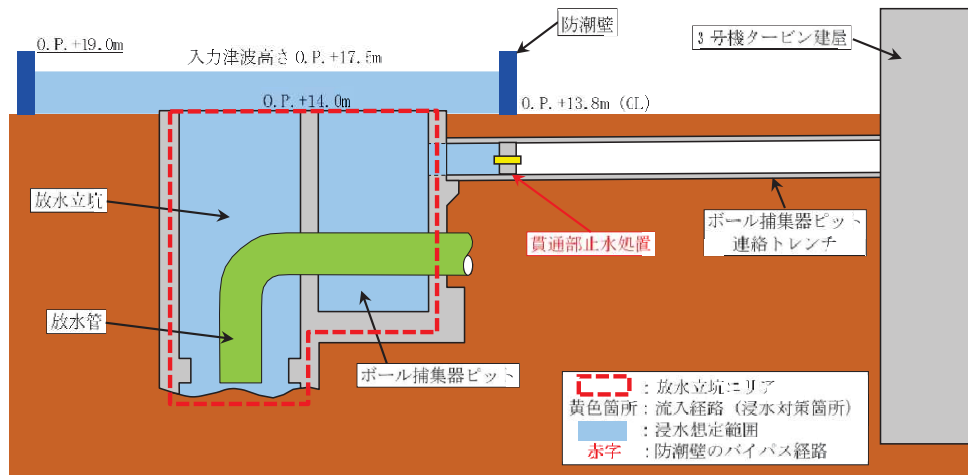 O.P.+19.0m
防潮壁
3号機タービン建屋
入力津波高さO.P.+17.5m
O.P.+14.0m
O.P.+13.8m (CL)
放水立坑
ボール捕集器ピット
連絡トレンチ
貫通部止水処置
放水管
ボール捕集器ピット
:放水立坑エリア
黄色箇所:流入経路(浸水対策箇所)
:浸水想定範囲
赤字:防潮壁のバイパス経路